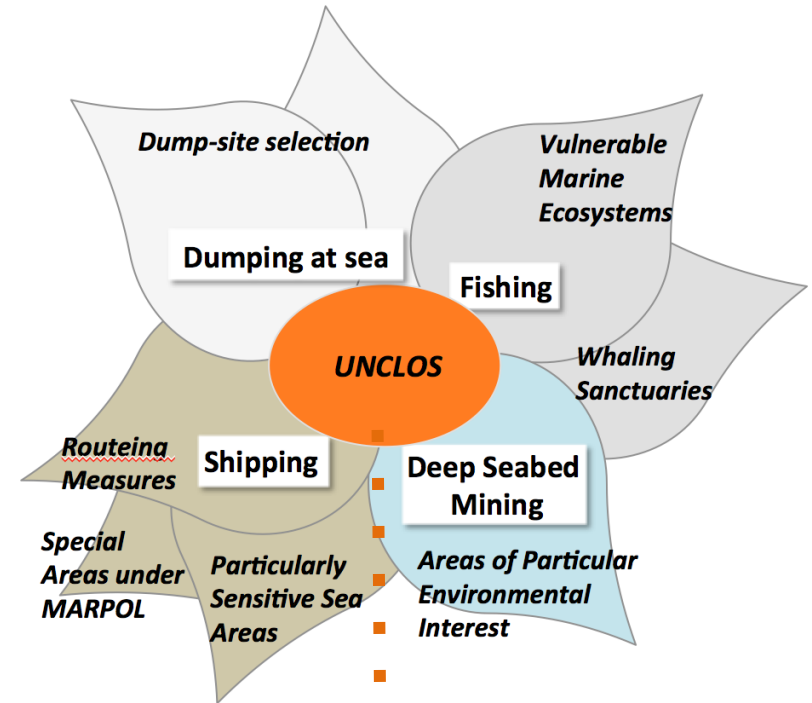 Dump-site selection
Vulnerable
Marine
Ecosystems
Dumping at sea
Fishing
UNCLOS
Whaling
Sanctuaries
Routeing
Measures
Shipping
Deep Seabed
Mining
Special
Areas under
MARPOL
Particularly
Sensitive Sea
Areas
Areas of Particular
Environmental
Interest